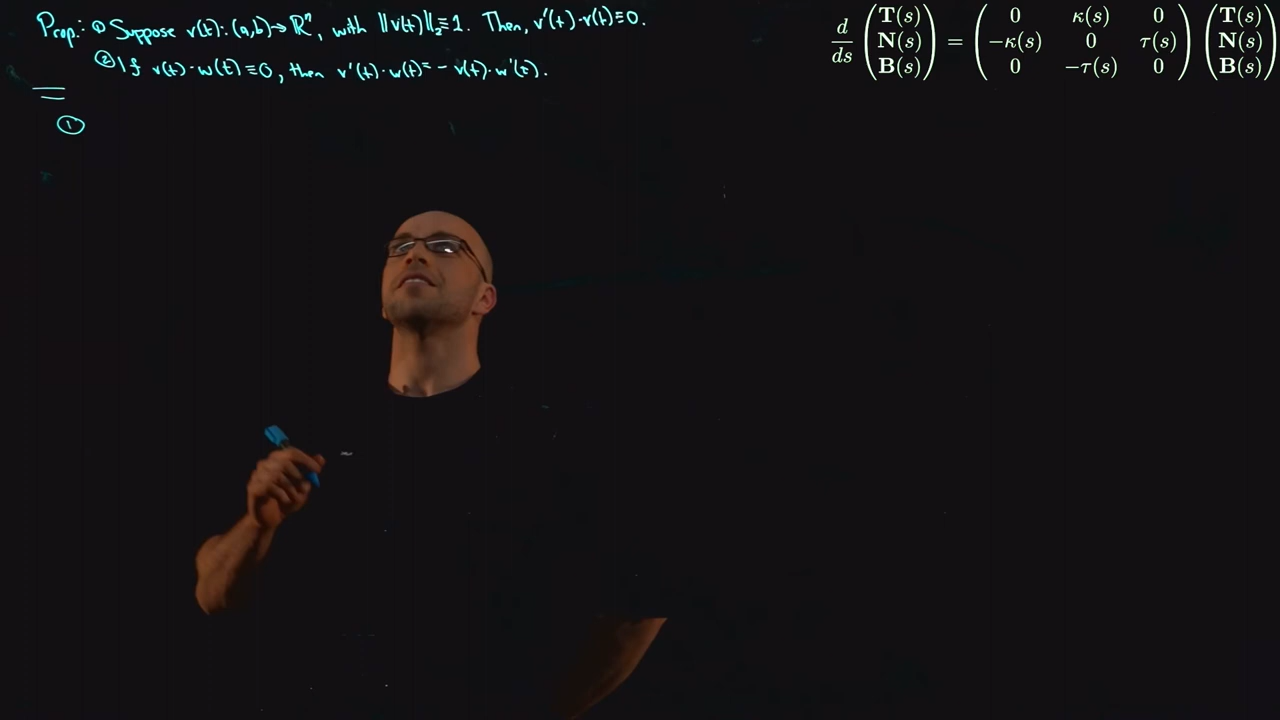 Prop.: ① Suppose v(t): (a,b)→ℝⁿ, with ‖v(t)‖₂≡1. Then, v'(t)·v(t)≡0.
② If v(t)·w(t)≡0, then v'(t)·w(t)= - v(t)·w'(t).
①
d/ds (T(s) N(s) B(s)) = (0 κ(s) 0 −κ(s) 0 τ(s) 0 −τ(s) 0) (T(s) N(s) B(s))